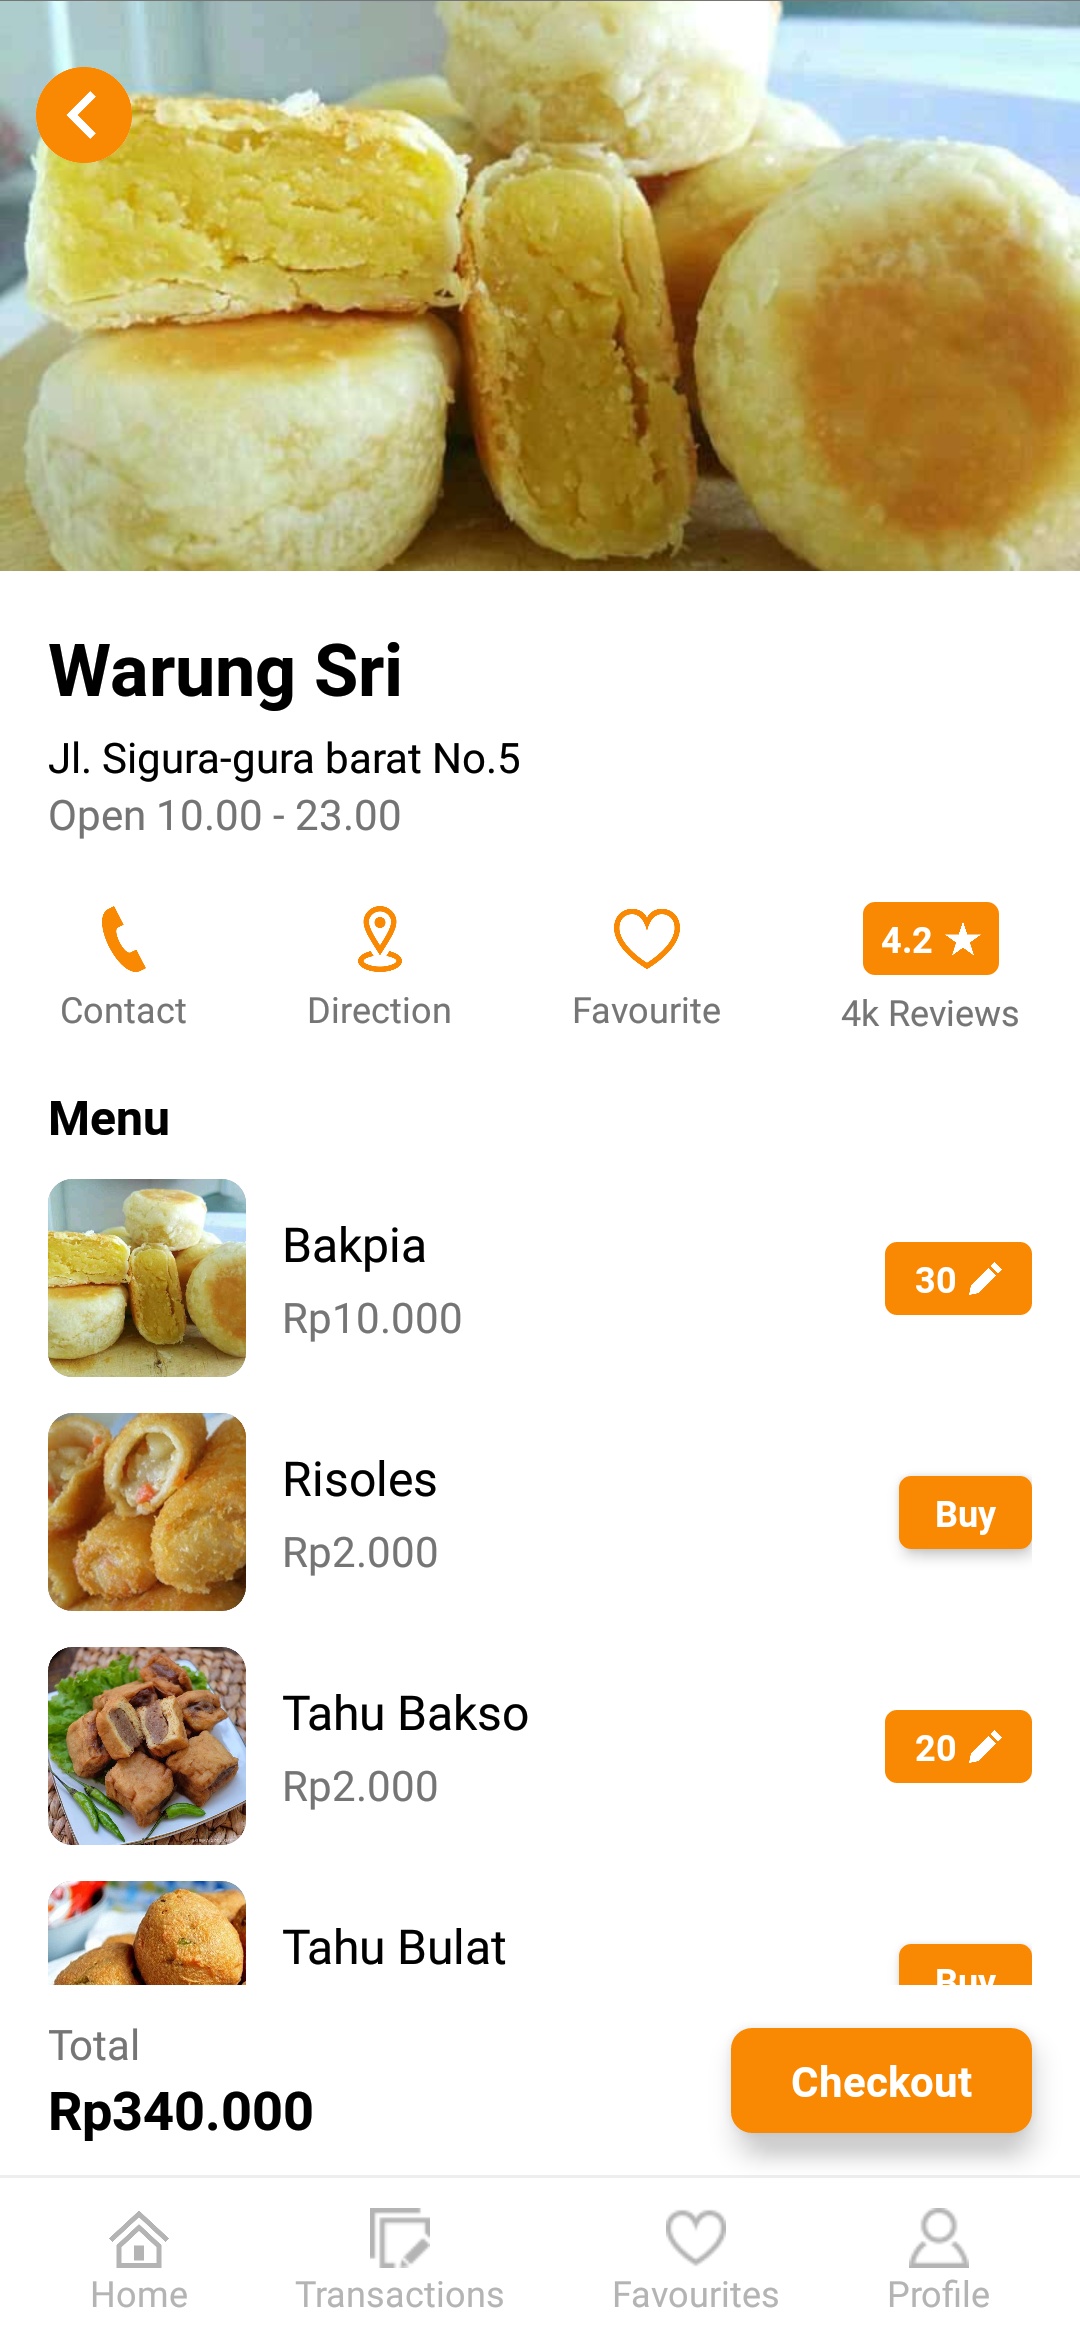 Warung Sri
Jl. Sigura-gura barat No.5
Open 10.00 - 23.00
4.2
Contact
Direction
Favourite
4k Reviews
Menu
Bakpia
Rp10.000
30
Risoles
Rp2.000
Buy
Tahu Bakso
Rp2.000
20
Tahu Bulat
Buy
Total
Rp340.000
Checkout
Home
Transactions
Favourites
Profile